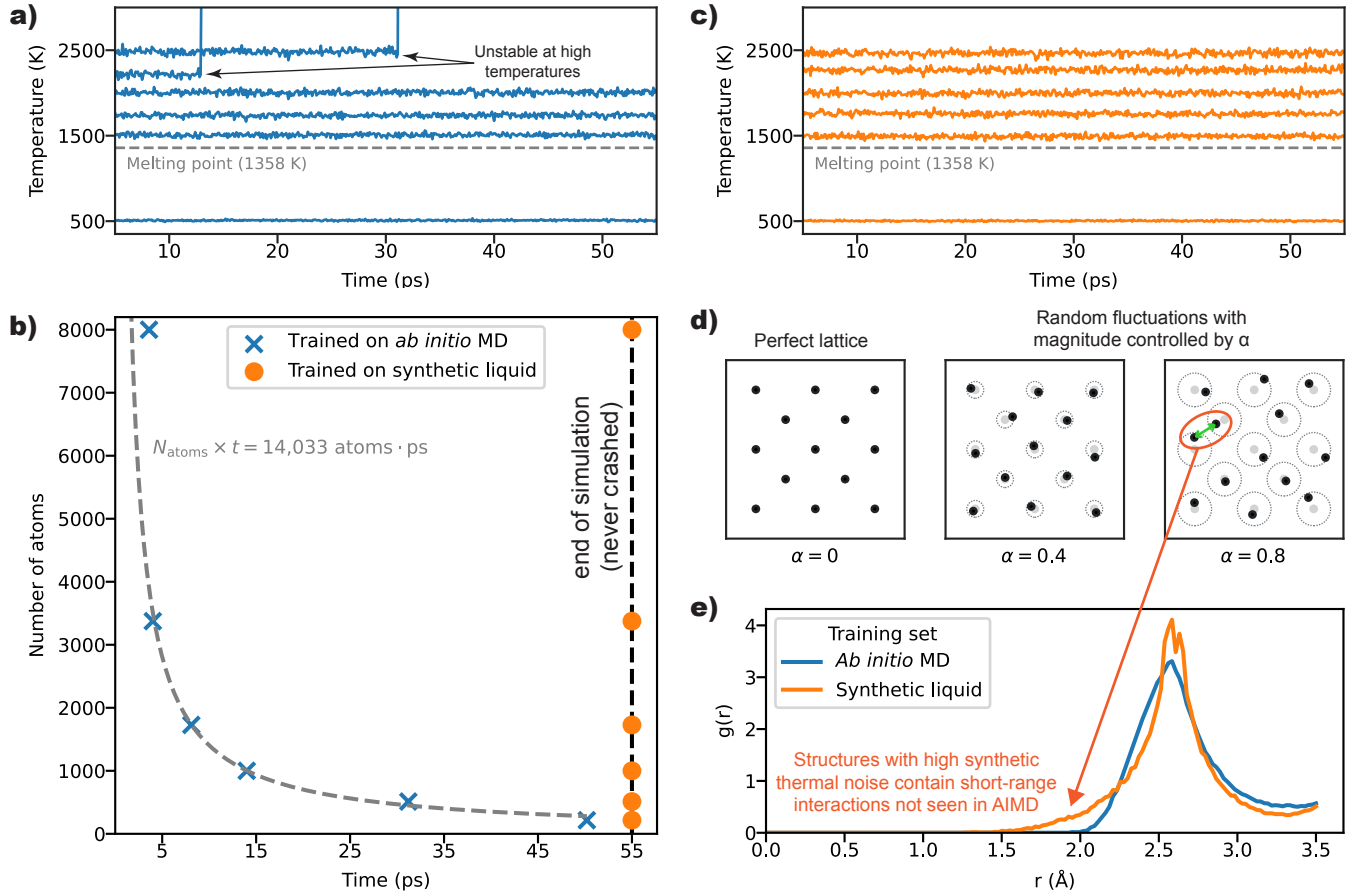 a)
Temperature (K)
2500
1500
500
Unstable at high
temperatures
Melting point (1358 K)
10
20
30
40
50
Time (ps)
c)
Temperature (K)
2500
1500
500
Melting point (1358 K)
10
20
30
40
50
Time (ps)
b)
Number of atoms
8000
7000
6000
5000
4000
3000
2000
1000
0
Trained on ab initio MD
Trained on synthetic liquid
N_atoms × t = 14,033 atoms · ps
end of simulation
(never crashed)
5
15
25
35
45
55
Time (ps)
d)
Perfect lattice
Random fluctuations with
magnitude controlled by α
α = 0
α = 0.4
α = 0.8
e)
g(r)
4
3
2
1
0
Training set
Ab initio MD
Synthetic liquid
Structures with high synthetic
thermal noise contain short-range
interactions not seen in AIMD
0.0
0.5
1.0
1.5
2.0
2.5
3.0
3.5
r (Å)